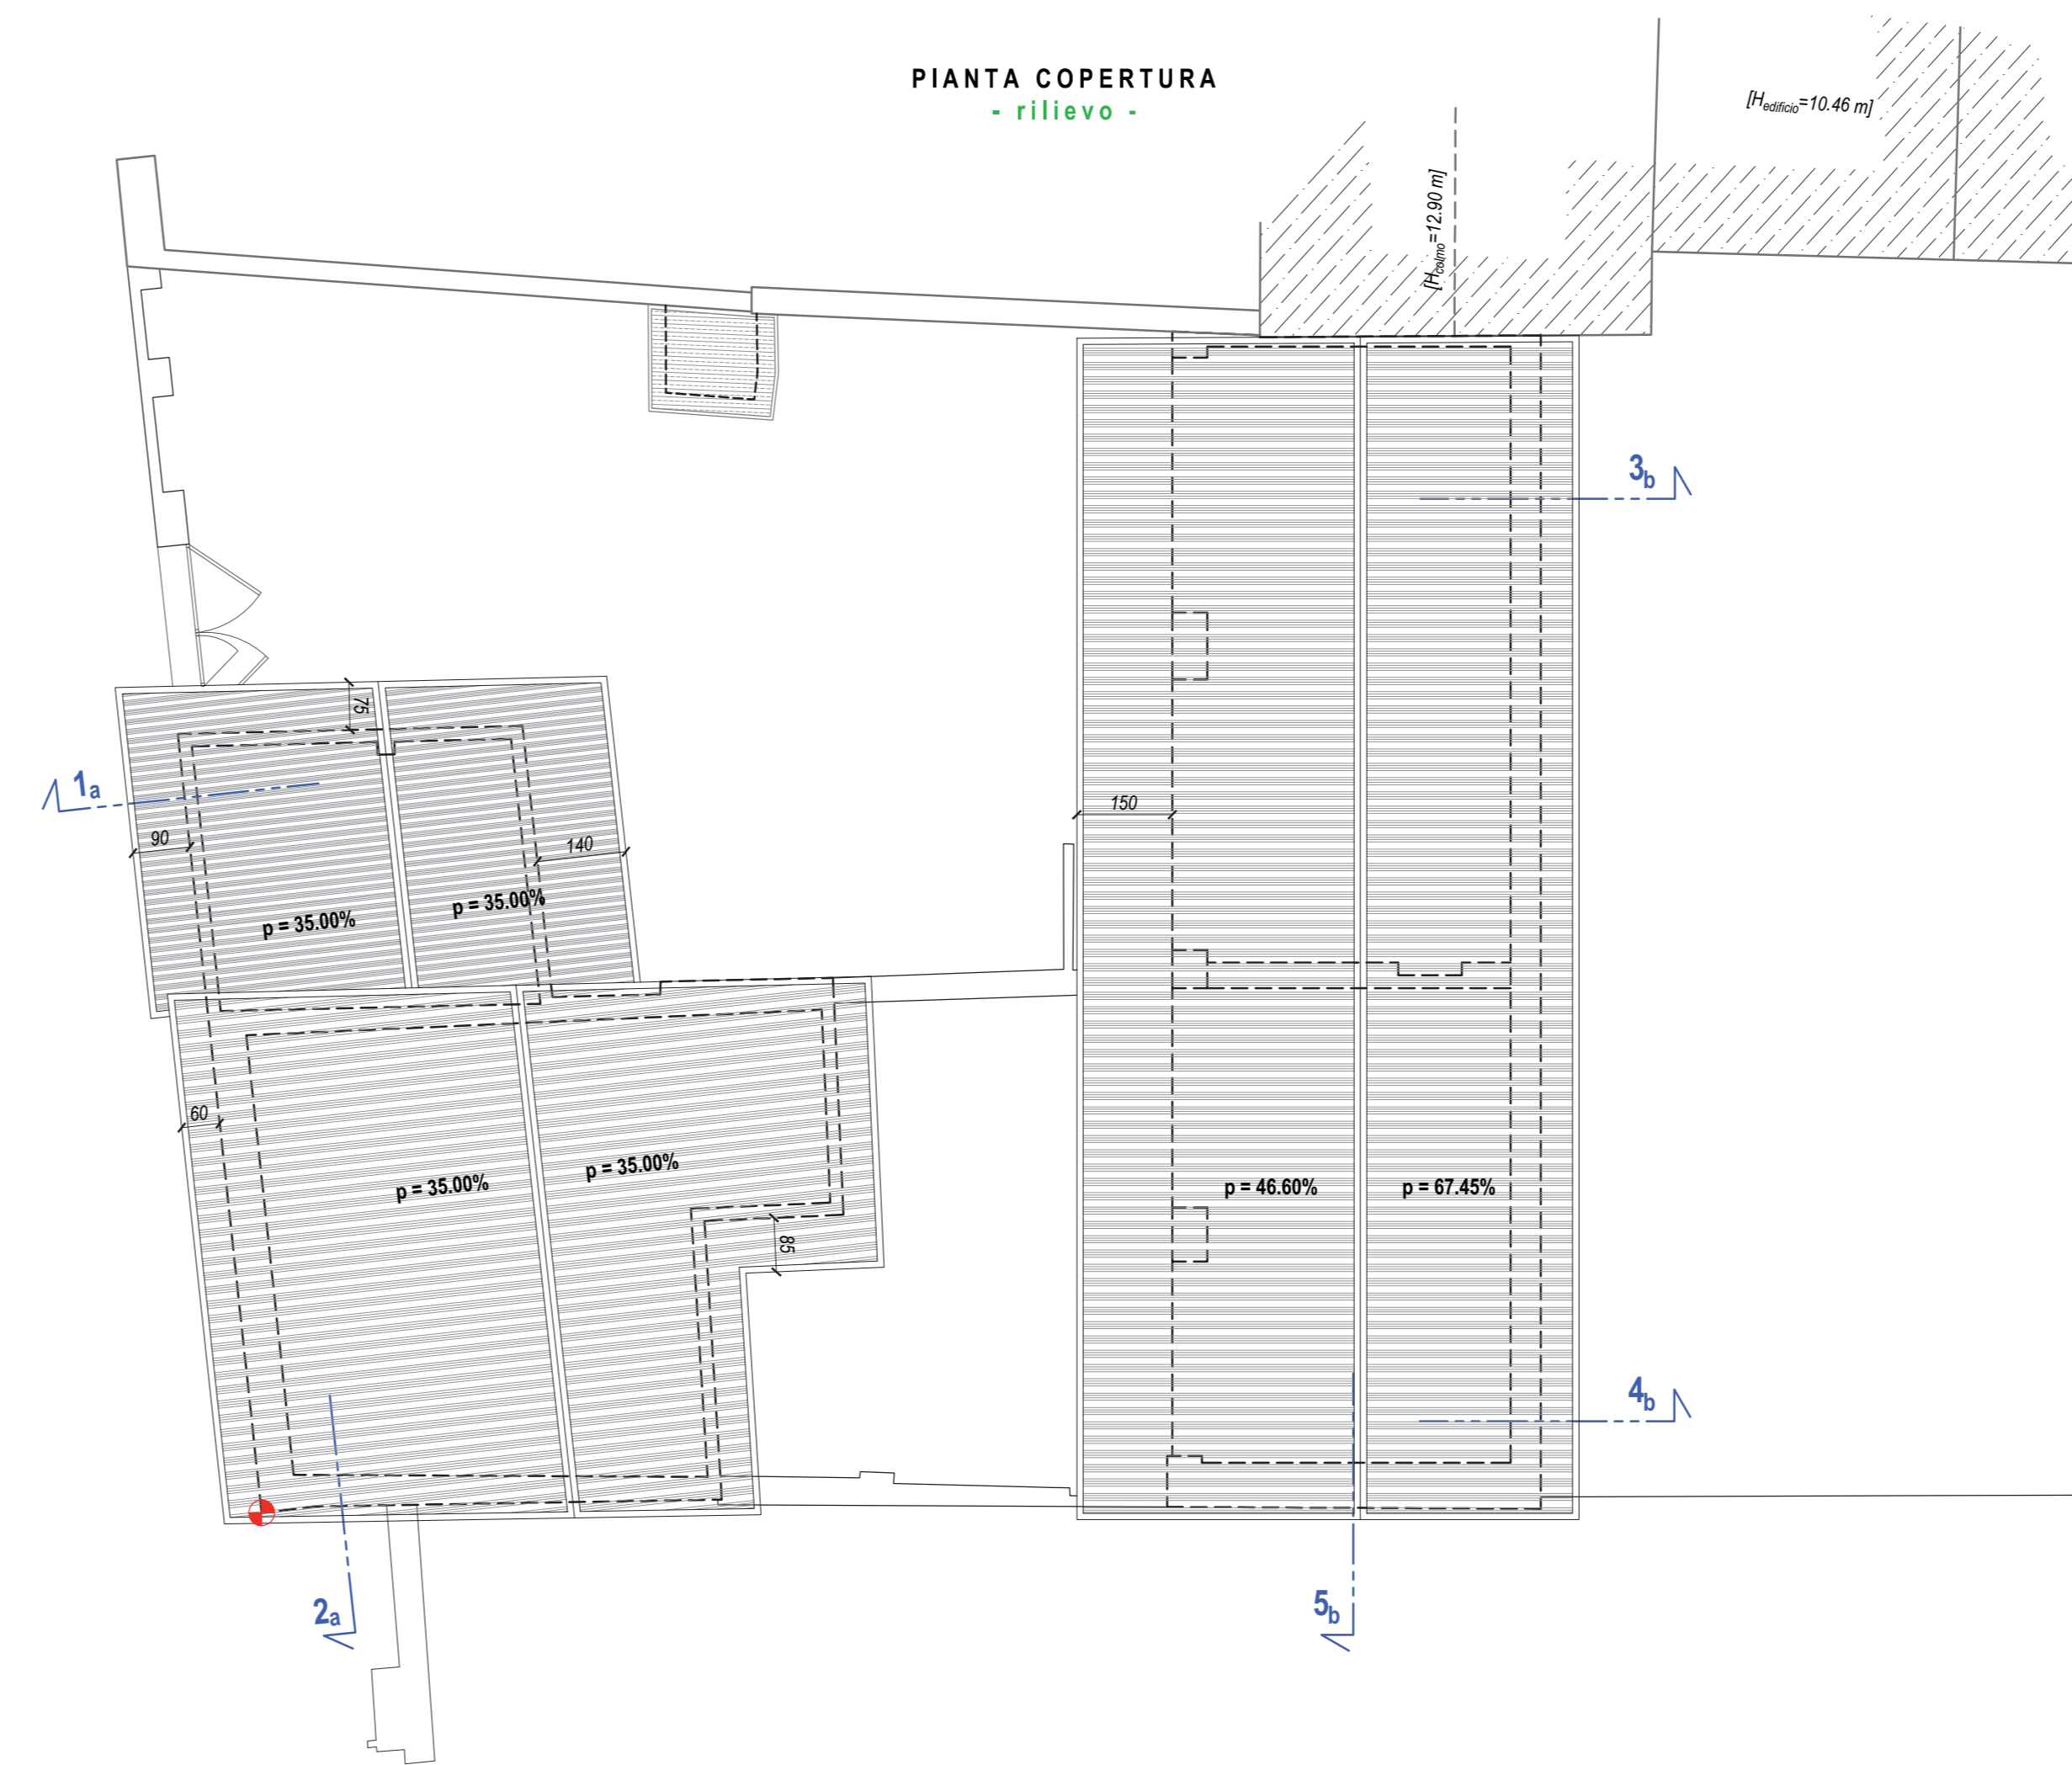 PIANTA COPERTURA
- rilievo -
[Hedificio=10.46 m]
[Hcolmo=12.90 m]
3b
75
1a
90
140
150
p = 35.00%
p = 35.00%
60
p = 35.00%
p = 35.00%
85
p = 46.60%
p = 67.45%
4b
2a
5b